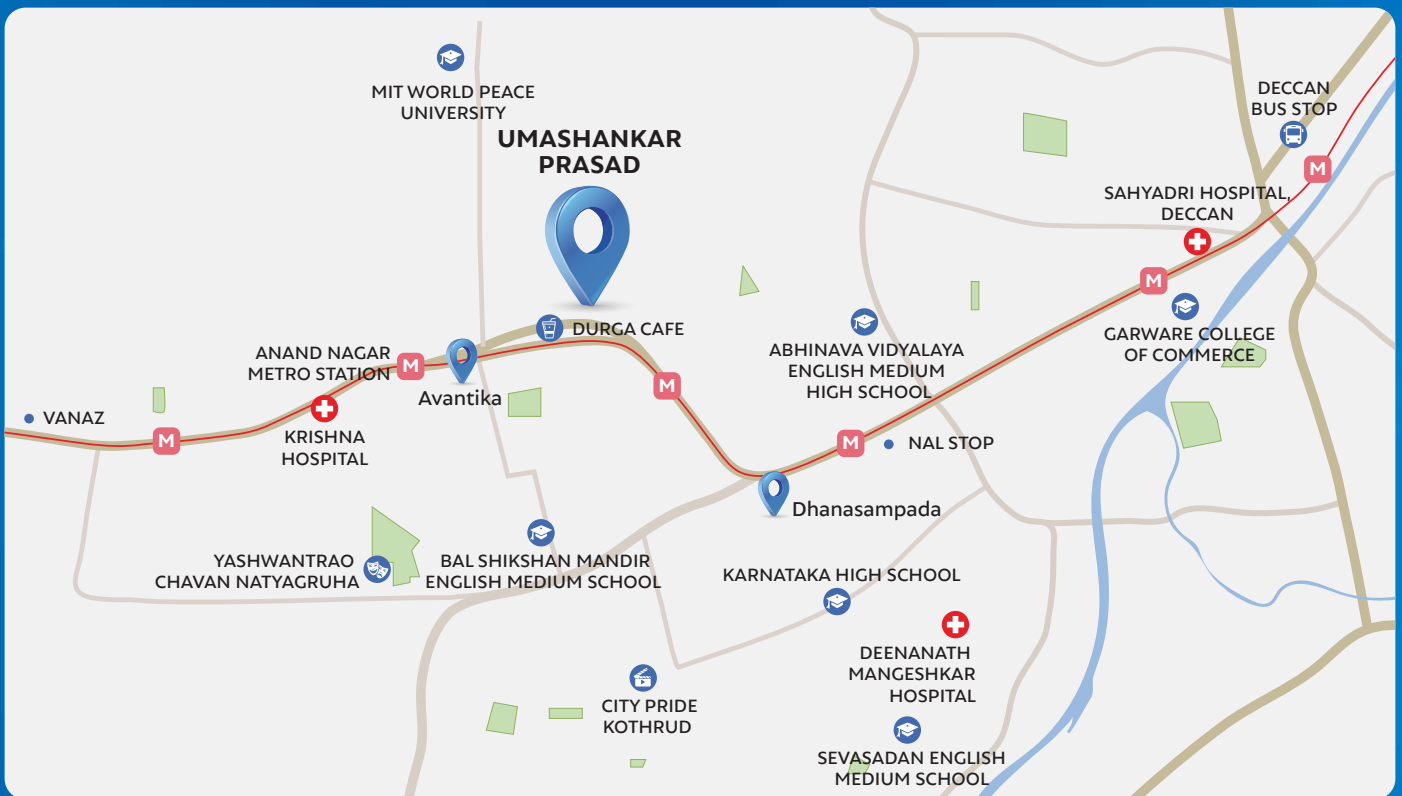 MIT WORLD PEACE
UNIVERSITY
DECCAN
BUS STOP
UMASHANKAR
PRASAD
M
SAHYADRI HOSPITAL,
DECCAN
M
DURGA CAFE
GARWARE COLLEGE
OF COMMERCE
ABHINAVA VIDYALAYA
ENGLISH MEDIUM
HIGH SCHOOL
ANAND NAGAR
METRO STATION
M
M
Avantika
VANAZ
M
KRISHNA
HOSPITAL
M
NAL STOP
Dhanasampada
YASHWANTRAO
CHAVAN NATYAGRUHA
BAL SHIKSHAN MANDIR
ENGLISH MEDIUM SCHOOL
KARNATAKA HIGH SCHOOL
DEENANATH
MANGESHKAR
HOSPITAL
CITY PRIDE
KOTHRUD
SEVASADAN ENGLISH
MEDIUM SCHOOL